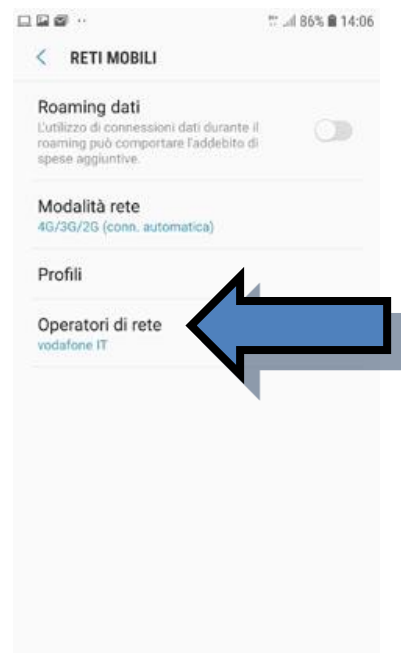 86% 14:06
RETI MOBILI
Roaming dati
L'utilizzo di connessioni dati durante il
roaming può comportare l'addebito di
spese aggiuntive.
Modalità rete
4G/3G/2G (conn. automatica)
Profili
Operatori di rete
vodafone IT